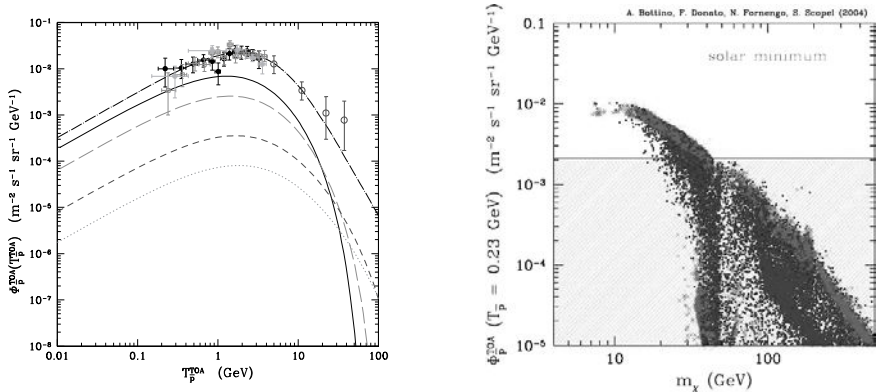 A. Bottino, F. Donato, N. Fornengo, S. Scopel (2004)
10⁻¹
10⁻²
10⁻³
10⁻⁴
10⁻⁵
10⁻⁶
10⁻⁷
10⁻⁸
Φ_p̄^TOA(T_p̄^TOA) (m⁻² s⁻¹ sr⁻¹ GeV⁻¹)
0.01 0.1 1 10 100
T_p̄^TOA (GeV)
0.1
solar minimum
10⁻²
10⁻³
10⁻⁴
10⁻⁵
Φ_p̄^TOA (T_p̄ = 0.23 GeV) (m⁻² s⁻¹ sr⁻¹ GeV⁻¹)
10 100
m_χ (GeV)